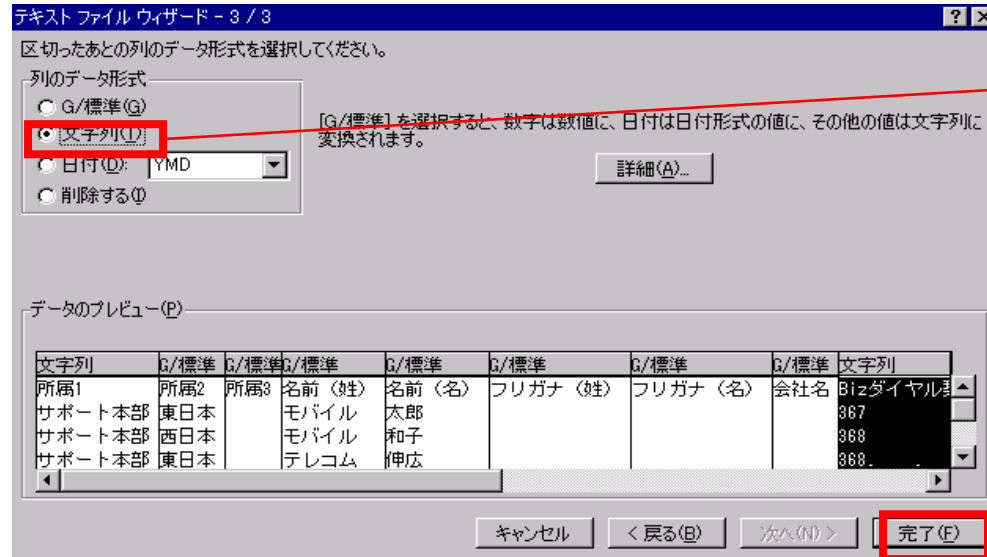 テキスト ファイル ウィザード - 3 / 3
区切ったあとの列のデータ形式を選択してください。
列のデータ形式
G/標準(G)
文字列(T)
日付(D): YMD
削除する(I)
[G/標準] を選択すると、数字は数値に、日付は日付形式の値に、その他の値は文字列に
変換されます。
詳細(A)...
データのプレビュー(P)
文字列 G/標準 G/標準 G/標準 G/標準 G/標準 G/標準 G/標準 文字列
所属1 所属2 所属3 名前（姓） 名前（名） フリガナ（姓） フリガナ（名） 会社名 Bizダイヤル
サポート本部 東日本 モバイル 太郎 367
サポート本部 西日本 モバイル 和子 368
サポート本部 東日本 テレコム 伸広 368.
キャンセル < 戻る(B) 次へ(N) > 完了(F)